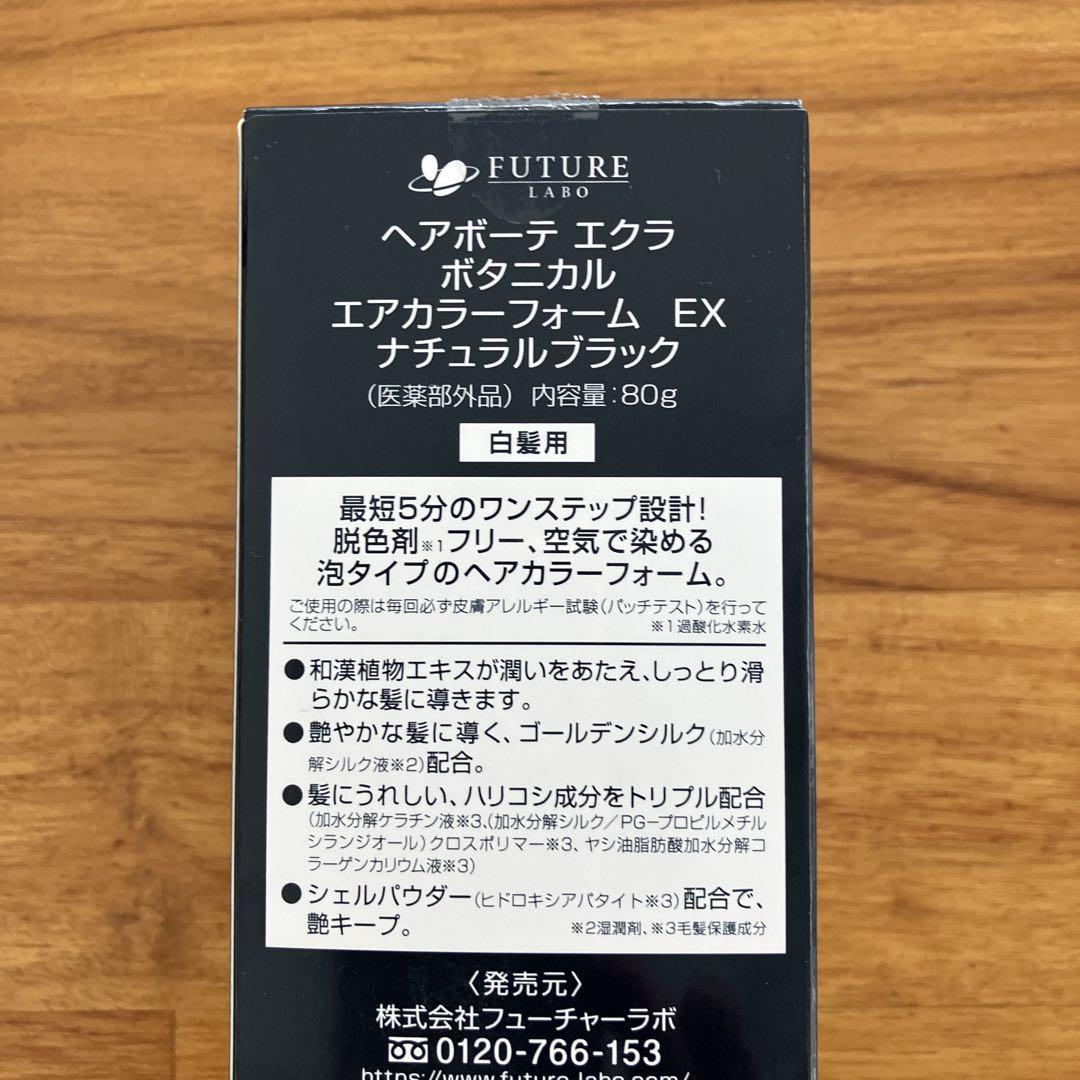 FUTURE
LABO
ヘアボーテ エクラ
ボタニカル
エアカラーフォーム EX
ナチュラルブラック
(医薬部外品) 内容量:80g
白髪用
最短5分のワンステップ設計!
脱色剤※1フリー、空気で染める
泡タイプのヘアカラーフォーム。
ご使用の際は毎回必ず皮膚アレルギー試験(パッチテスト)を行って
ください。 ※1過酸化水素水
●和漢植物エキスが潤いをあたえ、しっとり滑
らかな髪に導きます。
●艶やかな髪に導く、ゴールデンシルク(加水分
解シルク液※2)配合。
●髪にうれしい、ハリコシ成分をトリプル配合
(加水分解ケラチン液※3、(加水分解シルク/PG-プロピルメチル
シランジオール)クロスポリマー※3、ヤシ油脂肪酸加水分解コ
ラーゲンカリウム液※3)
●シェルパウダー(ヒドロキシアパタイト※3)配合で、
艶キープ。 ※2湿潤剤、※3毛髪保護成分
〈発売元〉
株式会社フューチャーラボ
0120-766-153
https://www.future-labo.com/